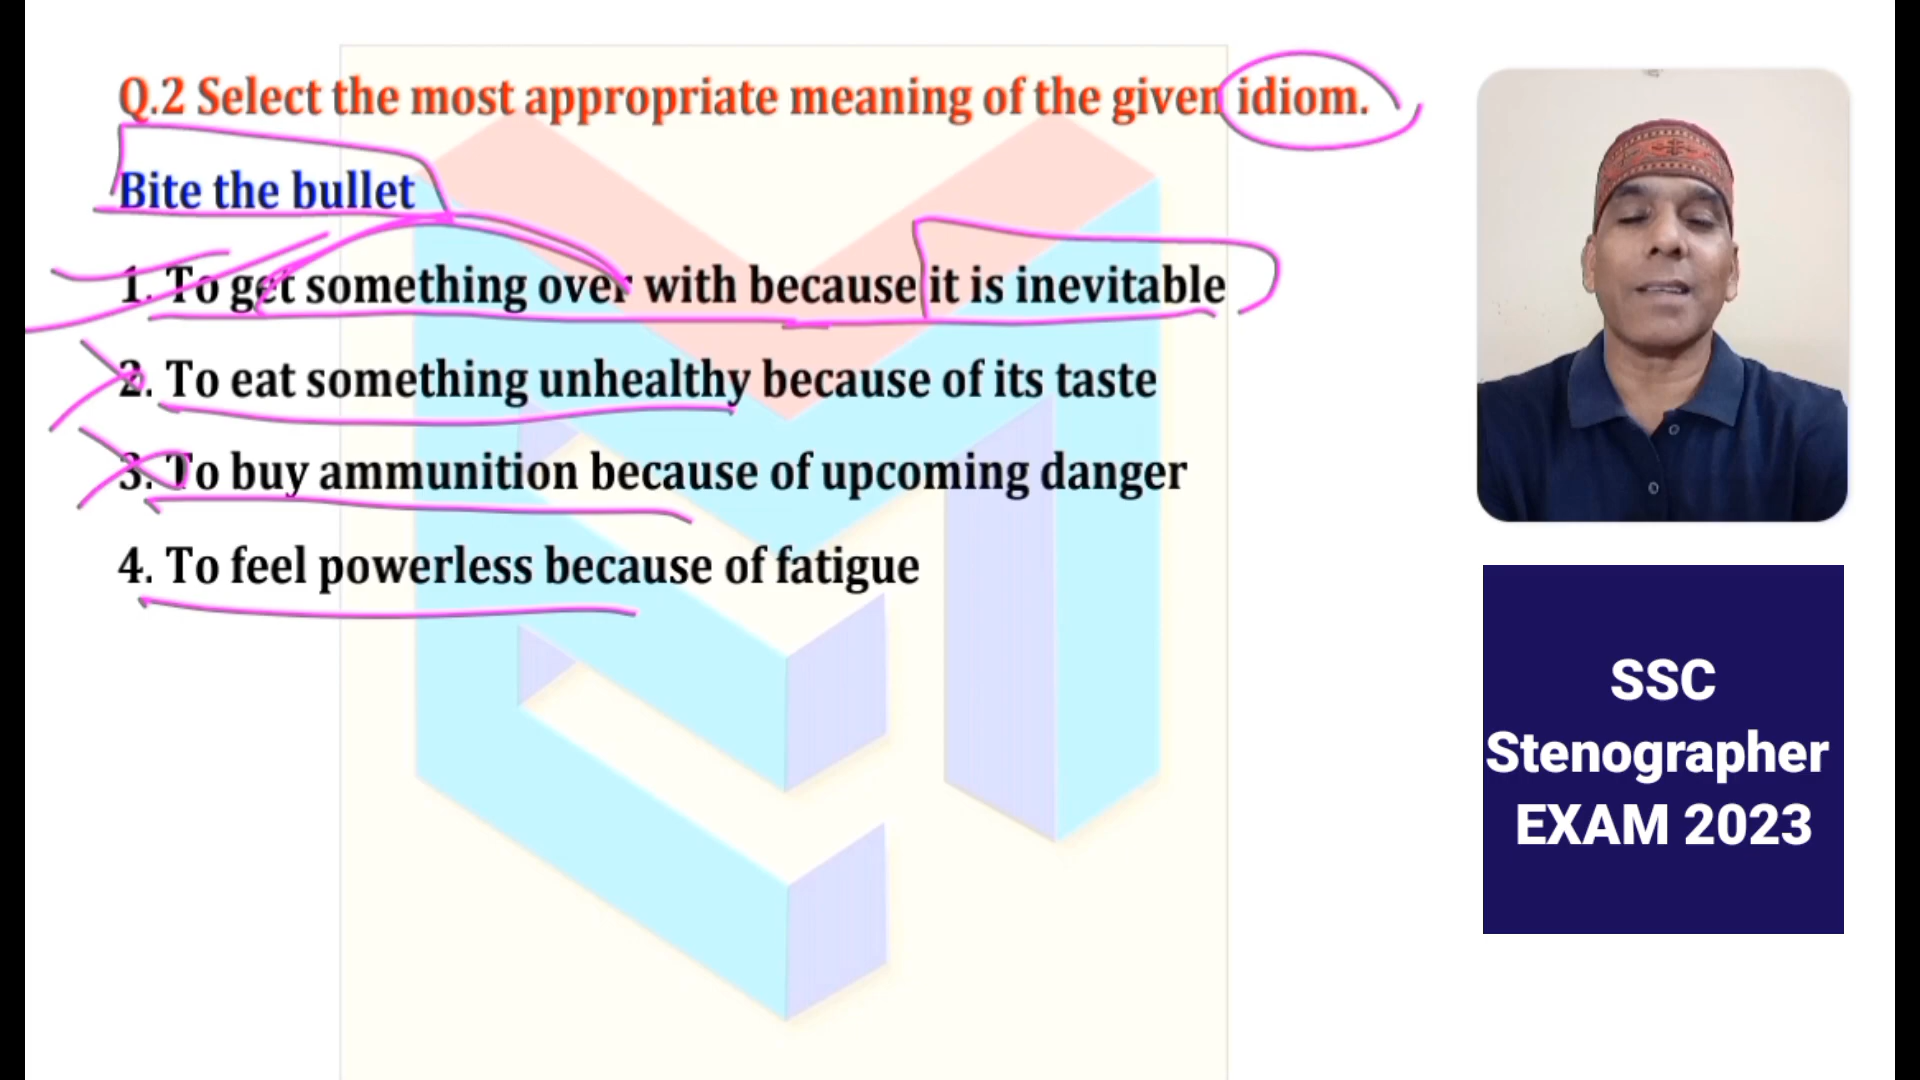 Q.2 Select the most appropriate meaning of the given idiom.
Bite the bullet
1. To get something over with because it is inevitable
2. To eat something unhealthy because of its taste
3. To buy ammunition because of upcoming danger
4. To feel powerless because of fatigue
SSC
Stenographer
EXAM 2023